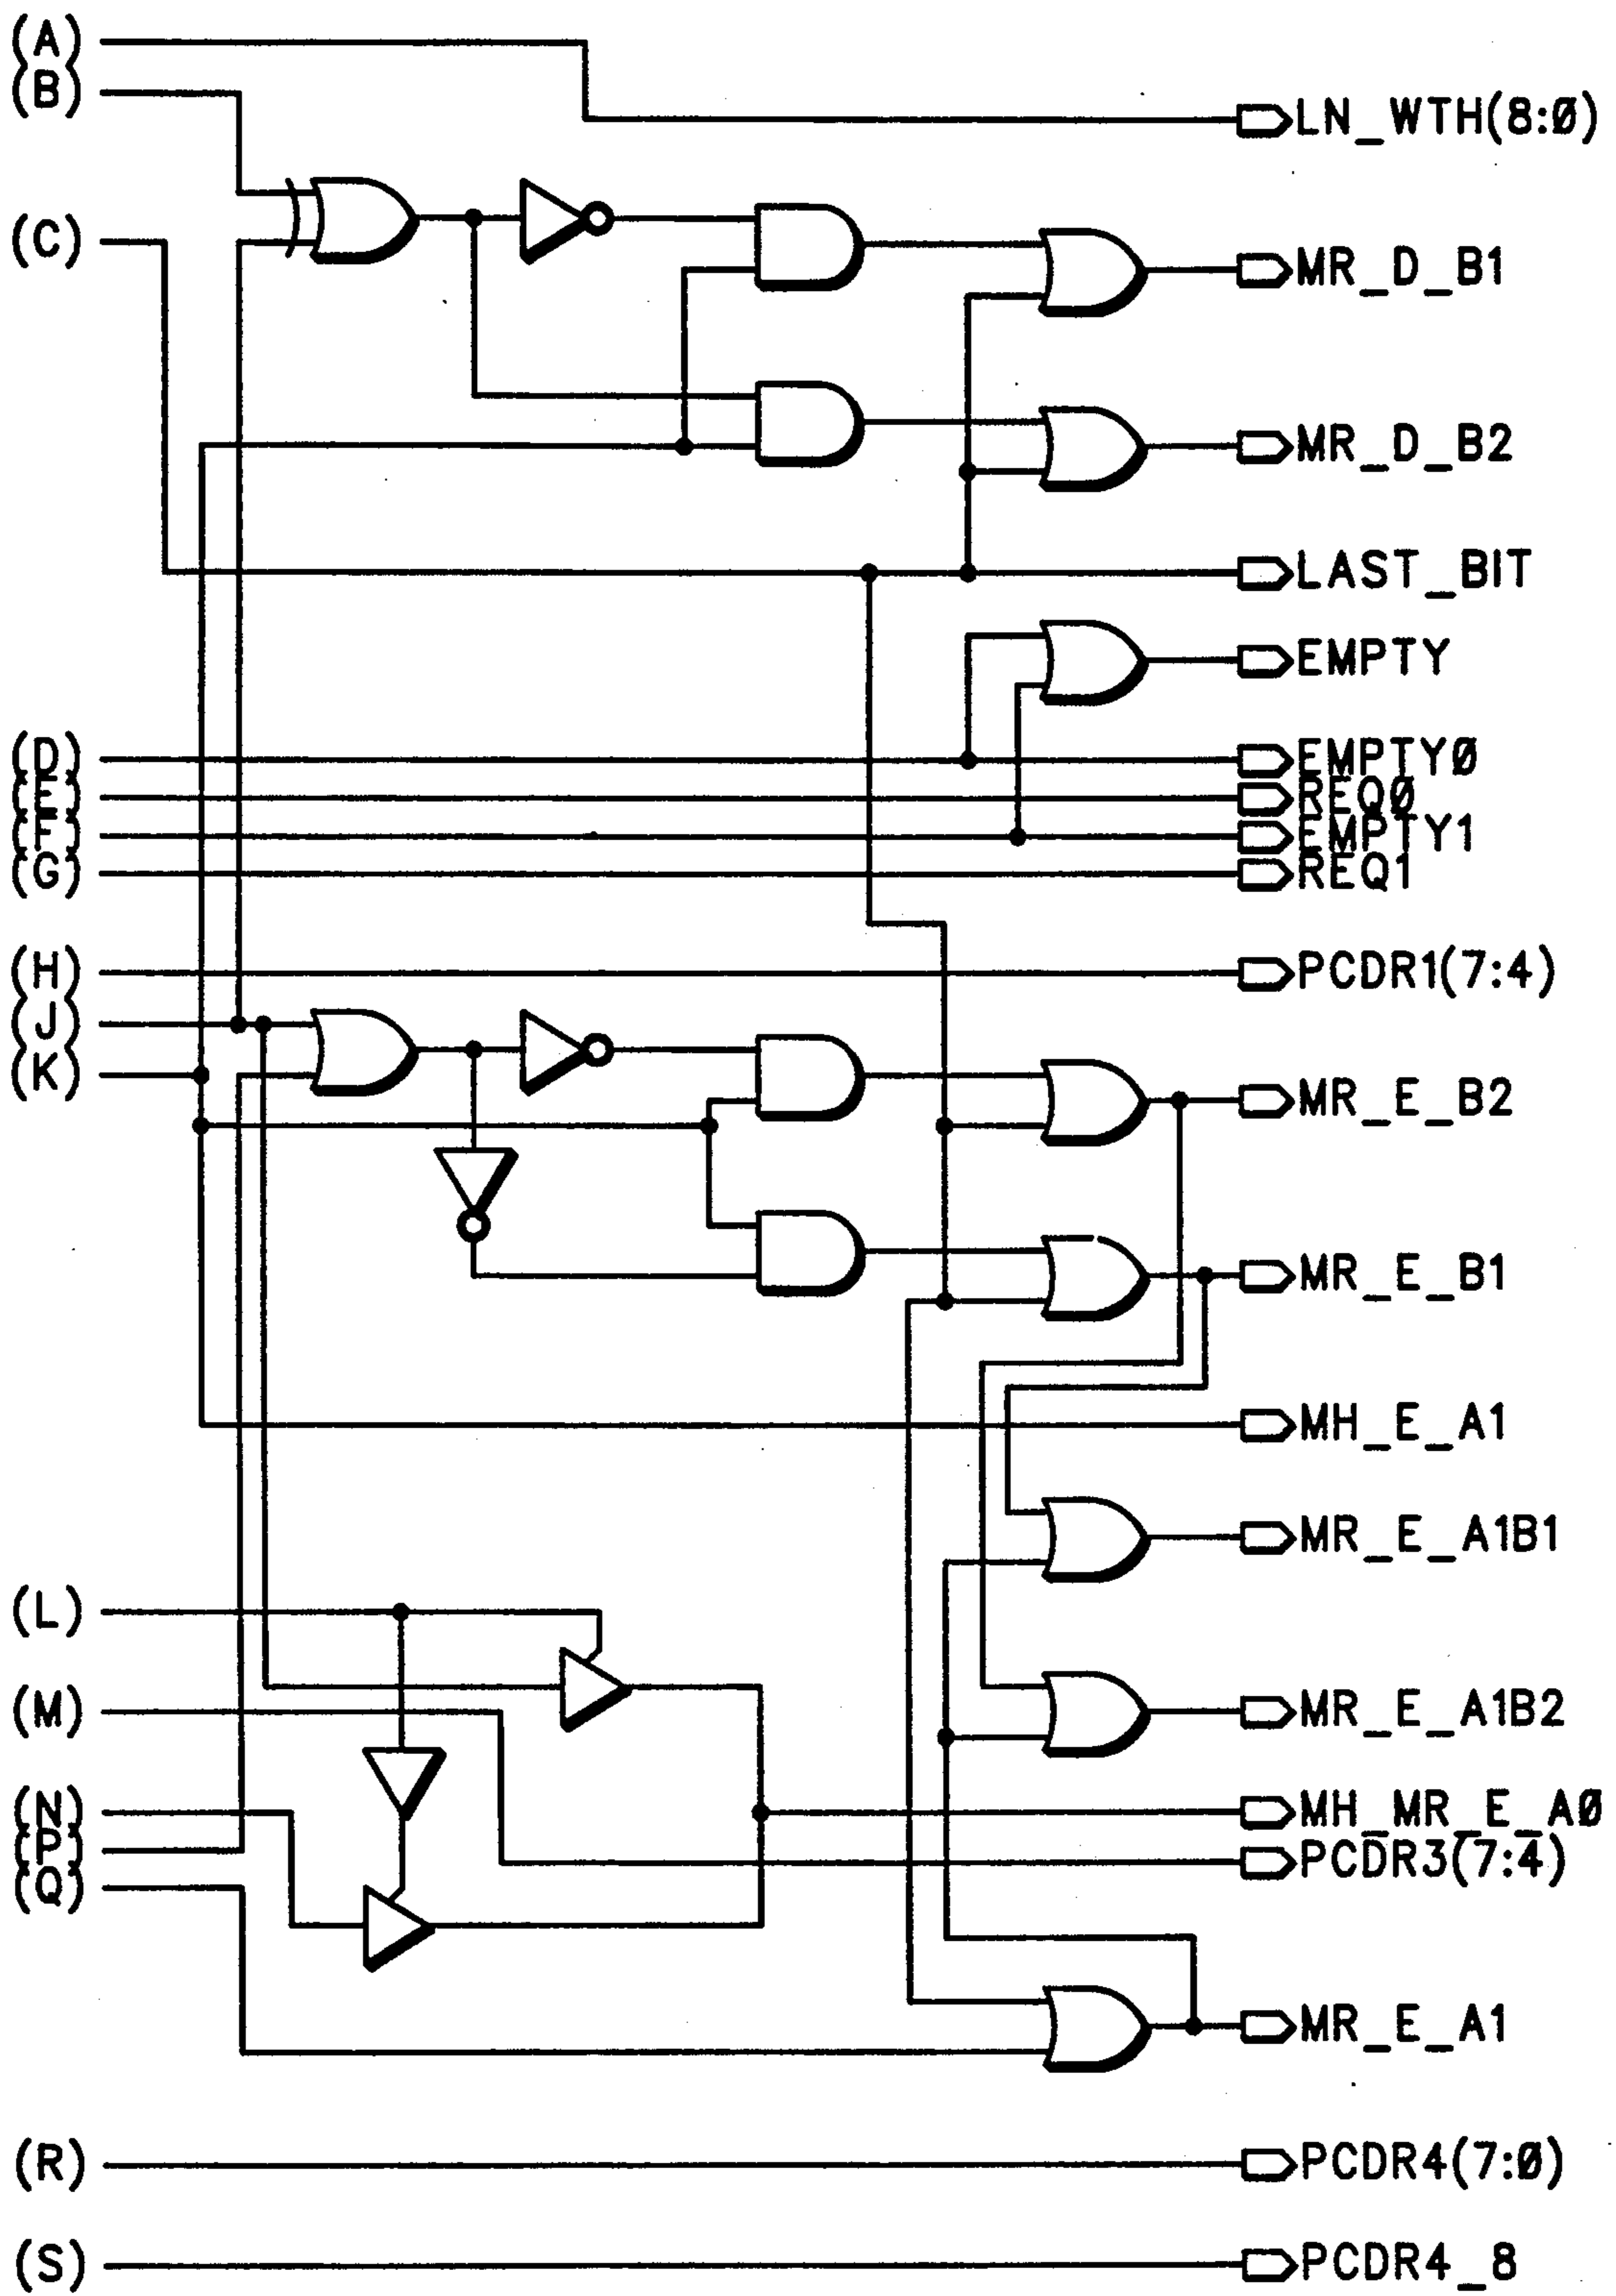 (A)
(B)
LN_WTH(8:Ø)
(C)
MR_D_B1
MR_D_B2
LAST_BIT
EMPTY
(D)
EMPTYØ
(E)
REQØ
(F)
EMPTY1
(G)
REQ1
(H)
PCDR1(7:4)
(J)
(K)
MR_E_B2
MR_E_B1
MH_E_A1
MR_E_A1B1
(L)
(M)
MR_E_A1B2
(N)
MH_MR_E_AØ
(P)
PCDR3(7:4)
(Q)
MR_E_A1
(R)
PCDR4(7:Ø)
(S)
PCDR4_8